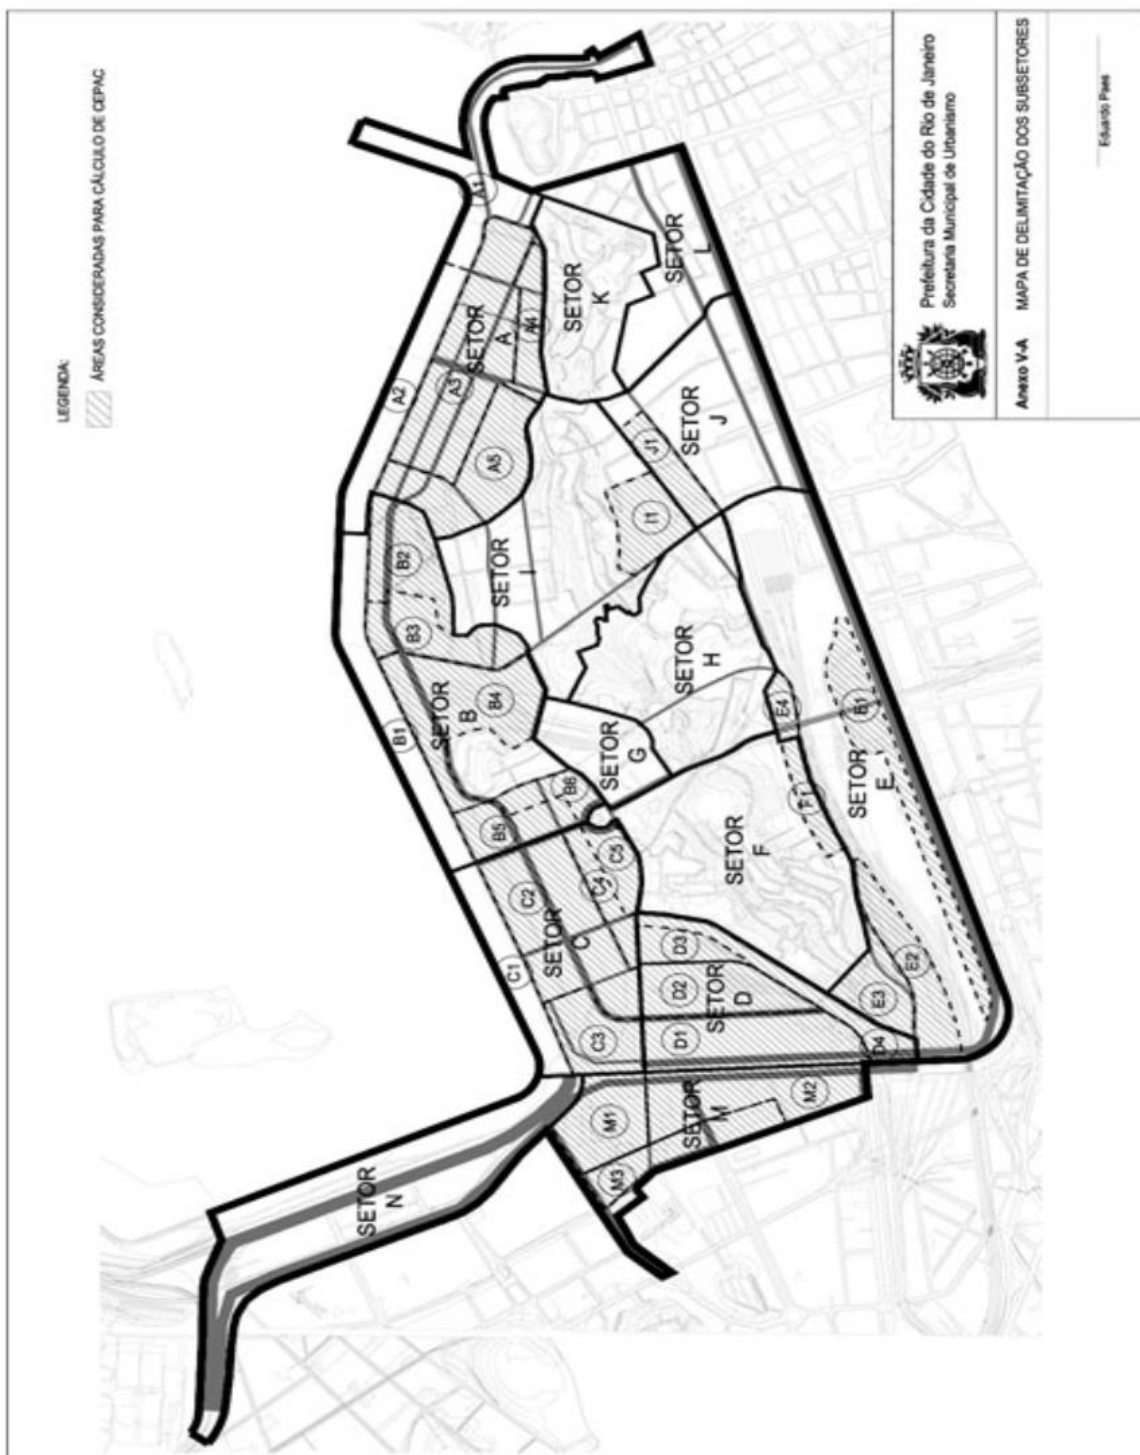 LEGENDA:
ÁREAS CONSIDERADAS PARA CÁLCULO DE CEPAC
SETOR
N
M3
M1
SETOR
M
M2
C3
C1
SETOR
C
C2
C4
C5
D1
D2
D3
SETOR
D
D4
E3
E2
B5
B6
B1
SETOR
B
B4
B3
B2
SETOR
G
SETOR
F
F1
SETOR
E
E1
E4
SETOR
H
SETOR
I
I1
J1
SETOR
J
A5
A3
A2
SETOR
A
A4
A1
SETOR
K
SETOR
L
Prefeitura da Cidade do Rio de Janeiro
Secretaria Municipal de Urbanismo
Anexo V-A MAPA DE DELIMITAÇÃO DOS SUBSETORES
Eduardo Paes